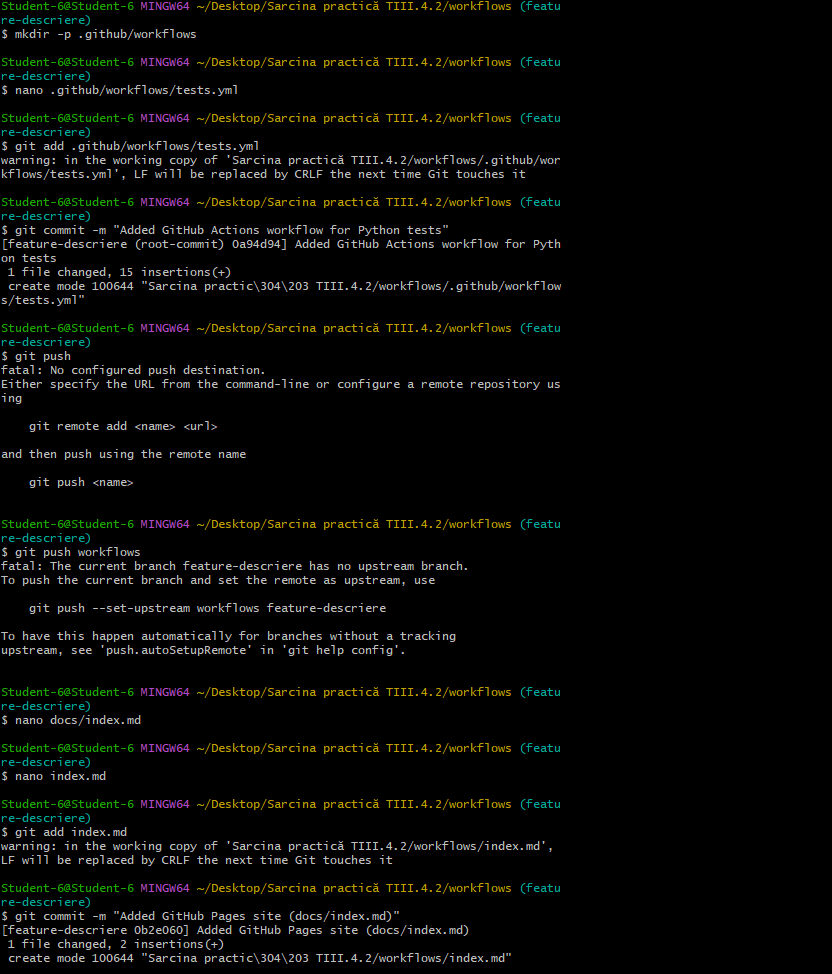 Student-6@Student-6 MINGW64 ~/Desktop/Sarcina practică TIII.4.2/workflows (featu
re-descriere)
$ mkdir -p .github/workflows
Student-6@Student-6 MINGW64 ~/Desktop/Sarcina practică TIII.4.2/workflows (featu
re-descriere)
$ nano .github/workflows/tests.yml
Student-6@Student-6 MINGW64 ~/Desktop/Sarcina practică TIII.4.2/workflows (featu
re-descriere)
$ git add .github/workflows/tests.yml
warning: in the working copy of 'Sarcina practică TIII.4.2/workflows/.github/wor
kflows/tests.yml', LF will be replaced by CRLF the next time Git touches it
Student-6@Student-6 MINGW64 ~/Desktop/Sarcina practică TIII.4.2/workflows (featu
re-descriere)
$ git commit -m "Added GitHub Actions workflow for Python tests"
[feature-descriere (root-commit) 0a94d94] Added GitHub Actions workflow for Pyth
on tests
 1 file changed, 15 insertions(+)
 create mode 100644 "Sarcina practic\304\203 TIII.4.2/workflows/.github/workflow
s/tests.yml"
Student-6@Student-6 MINGW64 ~/Desktop/Sarcina practică TIII.4.2/workflows (featu
re-descriere)
$ git push
fatal: No configured push destination.
Either specify the URL from the command-line or configure a remote repository us
ing
    git remote add <name> <url>
and then push using the remote name
    git push <name>
Student-6@Student-6 MINGW64 ~/Desktop/Sarcina practică TIII.4.2/workflows (featu
re-descriere)
$ git push workflows
fatal: The current branch feature-descriere has no upstream branch.
To push the current branch and set the remote as upstream, use
    git push --set-upstream workflows feature-descriere
To have this happen automatically for branches without a tracking
upstream, see 'push.autoSetupRemote' in 'git help config'.
Student-6@Student-6 MINGW64 ~/Desktop/Sarcina practică TIII.4.2/workflows (featu
re-descriere)
$ nano docs/index.md
Student-6@Student-6 MINGW64 ~/Desktop/Sarcina practică TIII.4.2/workflows (featu
re-descriere)
$ nano index.md
Student-6@Student-6 MINGW64 ~/Desktop/Sarcina practică TIII.4.2/workflows (featu
re-descriere)
$ git add index.md
warning: in the working copy of 'Sarcina practică TIII.4.2/workflows/index.md',
LF will be replaced by CRLF the next time Git touches it
Student-6@Student-6 MINGW64 ~/Desktop/Sarcina practică TIII.4.2/workflows (featu
re-descriere)
$ git commit -m "Added GitHub Pages site (docs/index.md)"
[feature-descriere 0b2e060] Added GitHub Pages site (docs/index.md)
 1 file changed, 2 insertions(+)
 create mode 100644 "Sarcina practic\304\203 TIII.4.2/workflows/index.md"